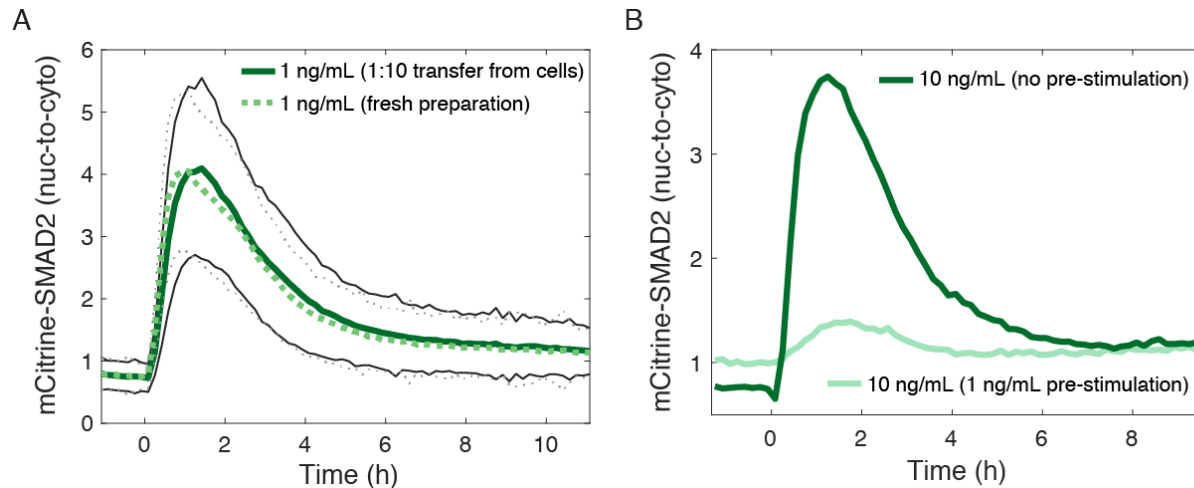 A
mCitrine-SMAD2 (nuc-to-cyto)
6
5
4
3
2
1
0
1 ng/mL (1:10 transfer from cells)
1 ng/mL (fresh preparation)
0 2 4 6 8 10
Time (h)
B
mCitrine-SMAD2 (nuc-to-cyto)
4
3
2
1
10 ng/mL (no pre-stimulation)
10 ng/mL (1 ng/mL pre-stimulation)
0 2 4 6 8
Time (h)